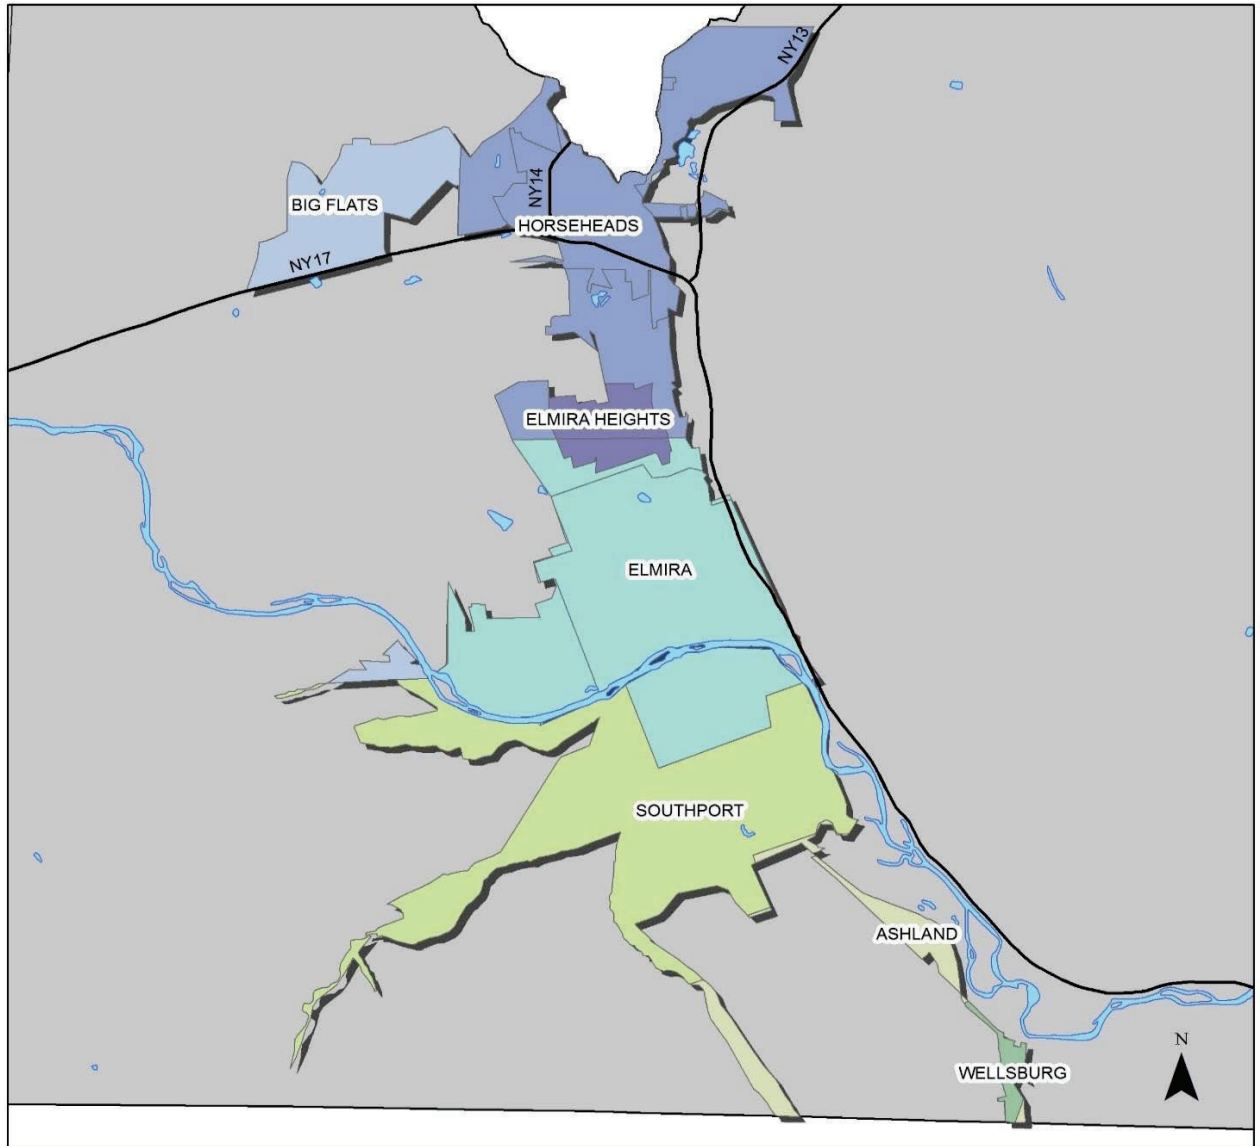 NY13
NY14
BIG FLATS
HORSEHEADS
NY17
ELMIRA HEIGHTS
ELMIRA
SOUTHPORT
ASHLAND
N
WELLSBURG